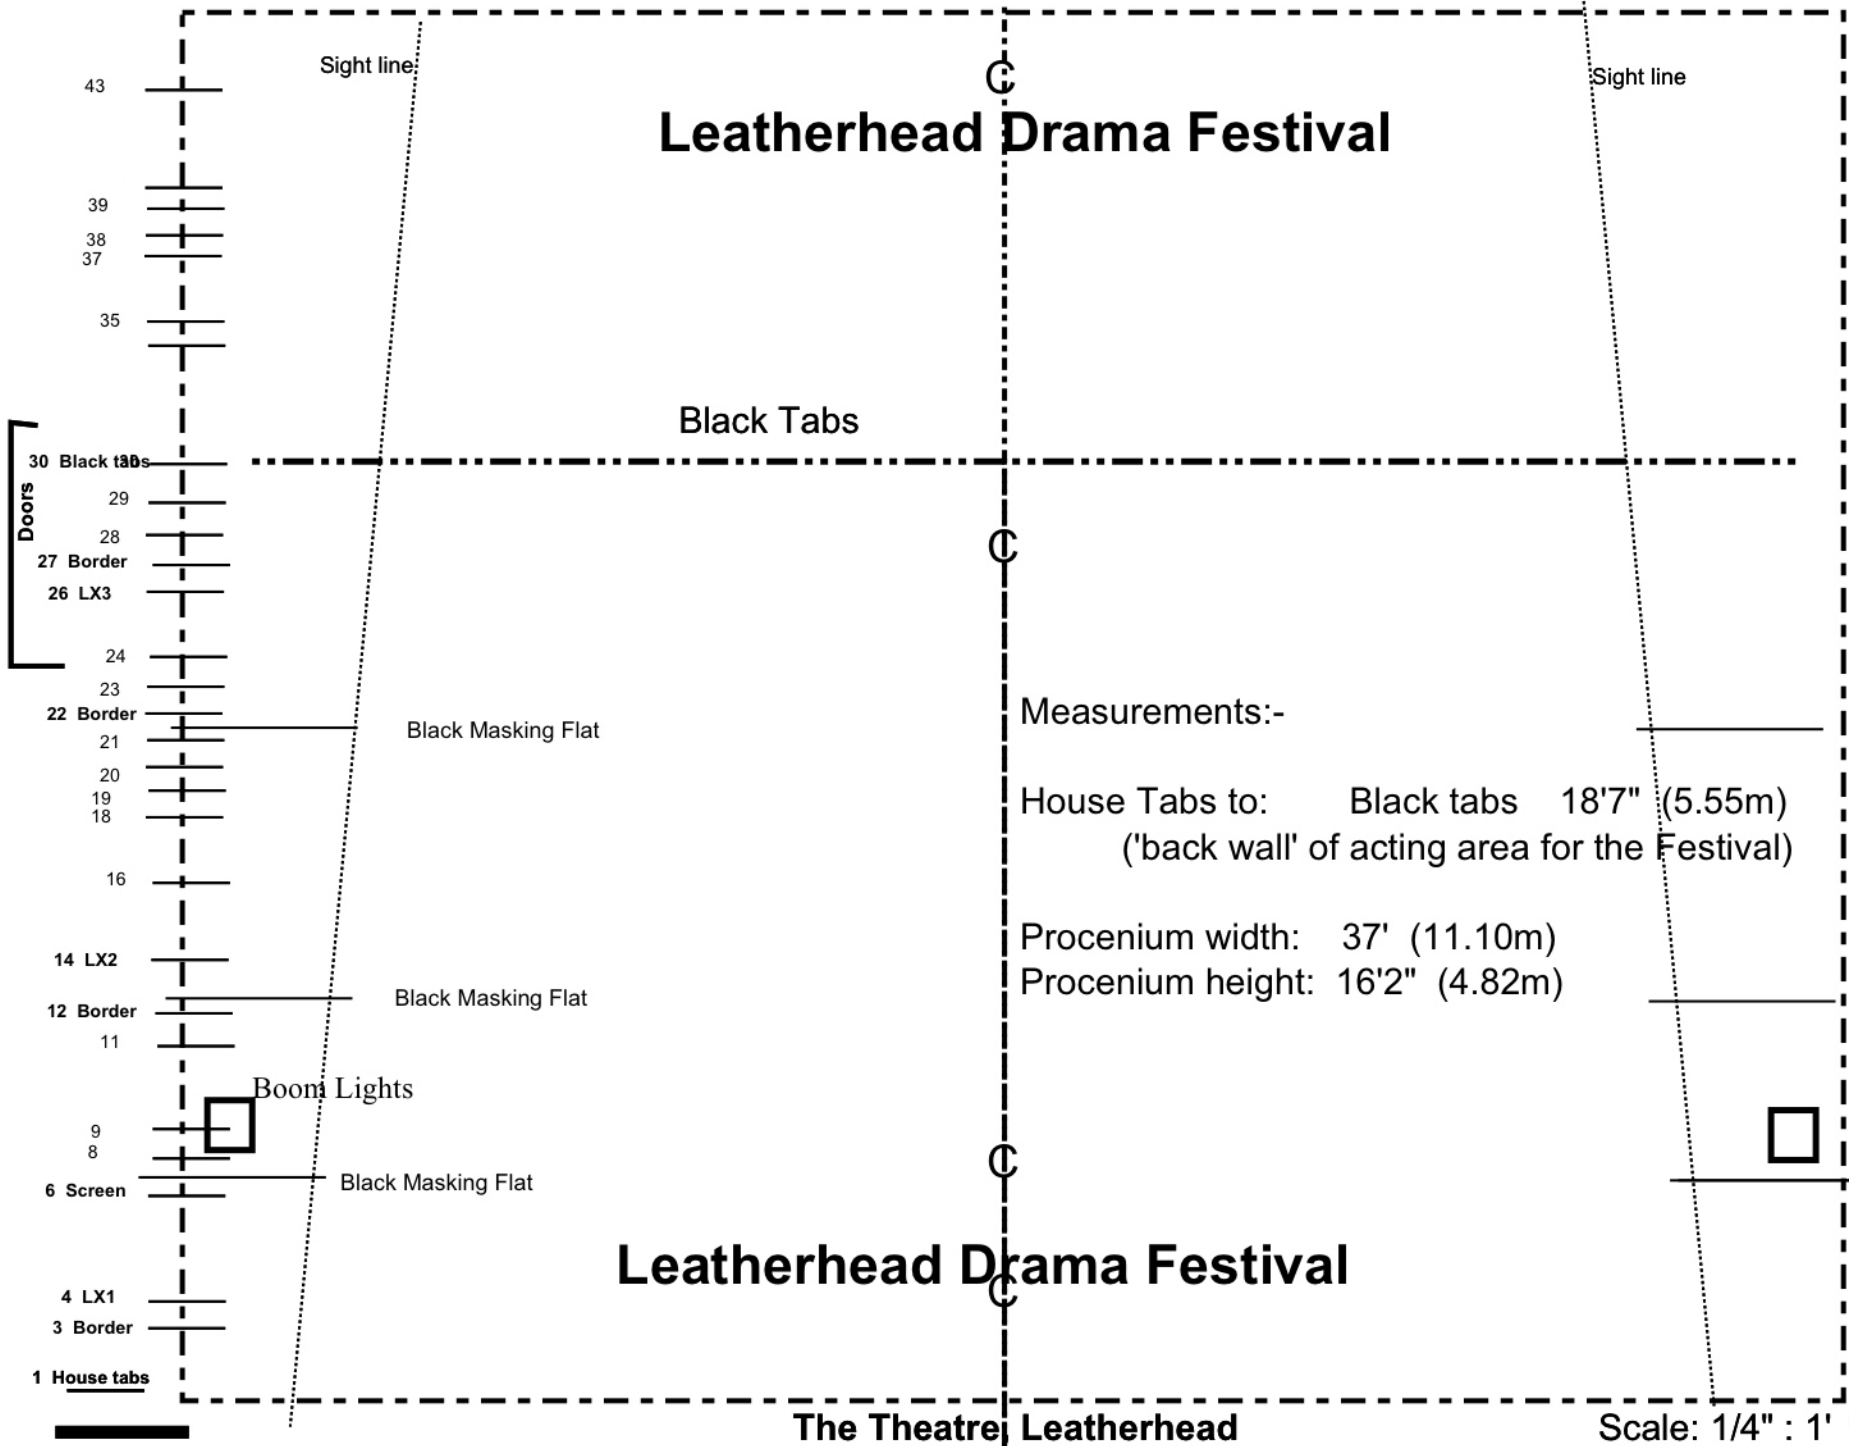 Sight line
Sight line
C
43
Leatherhead Drama Festival
39
38
37
35
Black Tabs
30 Black tabs
30
29
Doors
28
C
27 Border
26 LX3
24
23
22 Border
Measurements:-
21
Black Masking Flat
20
19
House Tabs to: Black tabs 18'7" (5.55m)
18
('back wall' of acting area for the Festival)
16
Procenium width: 37' (11.10m)
14 LX2
Procenium height: 16'2" (4.82m)
Black Masking Flat
12 Border
11
Boom Lights
9
8
C
6 Screen
Black Masking Flat
Leatherhead Drama Festival
C
4 LX1
3 Border
1 House tabs
The Theatre, Leatherhead
Scale: 1/4" : 1'